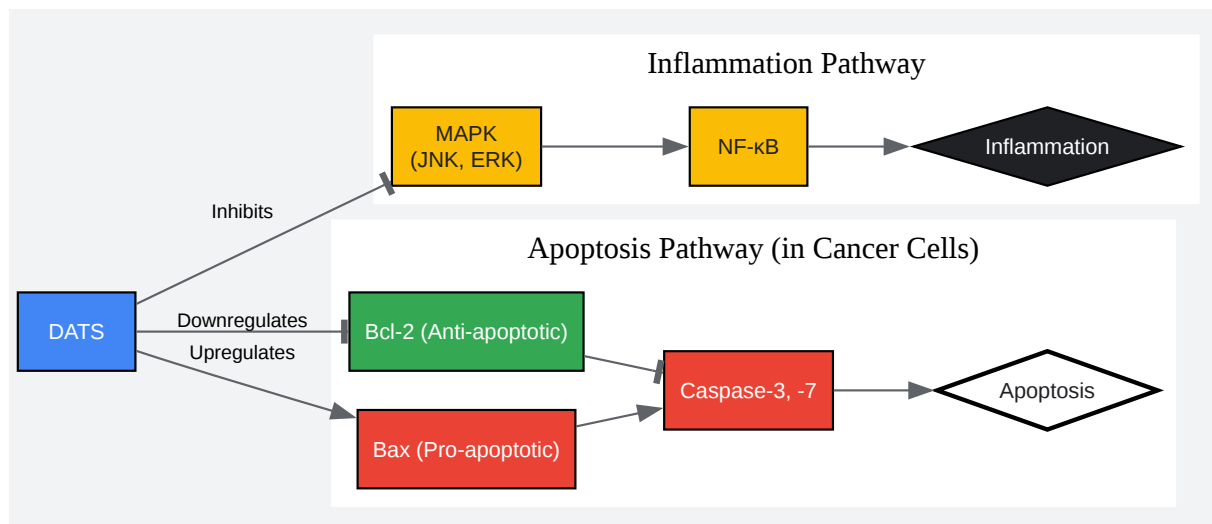 Inflammation Pathway
MAPK
(JNK, ERK)
NF-κB
Inflammation
Inhibits
Apoptosis Pathway (in Cancer Cells)
DATS
Downregulates
Upregulates
Bcl-2 (Anti-apoptotic)
Bax (Pro-apoptotic)
Caspase-3, -7
Apoptosis